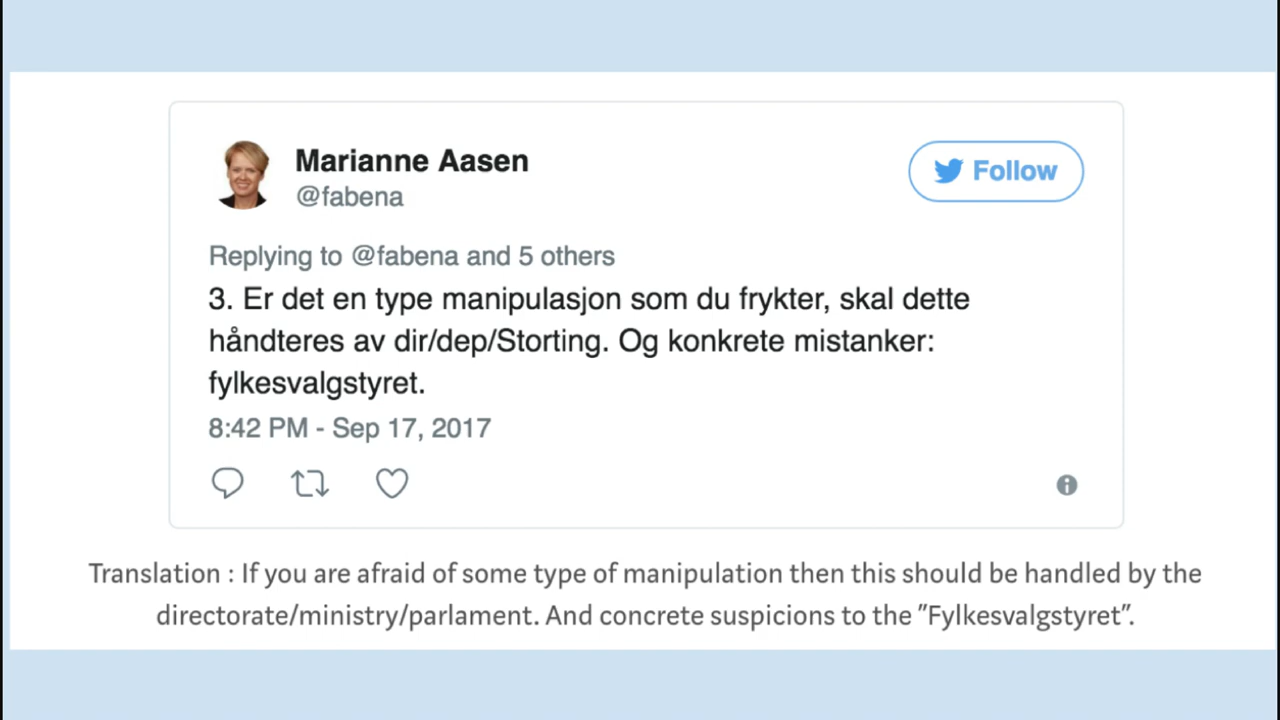 Marianne Aasen
@fabena
Follow
Replying to @fabena and 5 others
3. Er det en type manipulasjon som du frykter, skal dette
håndteres av dir/dep/Storting. Og konkrete mistanker:
fylkesvalgstyret.
8:42 PM - Sep 17, 2017
Translation : If you are afraid of some type of manipulation then this should be handled by the
directorate/ministry/parlament. And concrete suspicions to the ”Fylkesvalgstyret”.